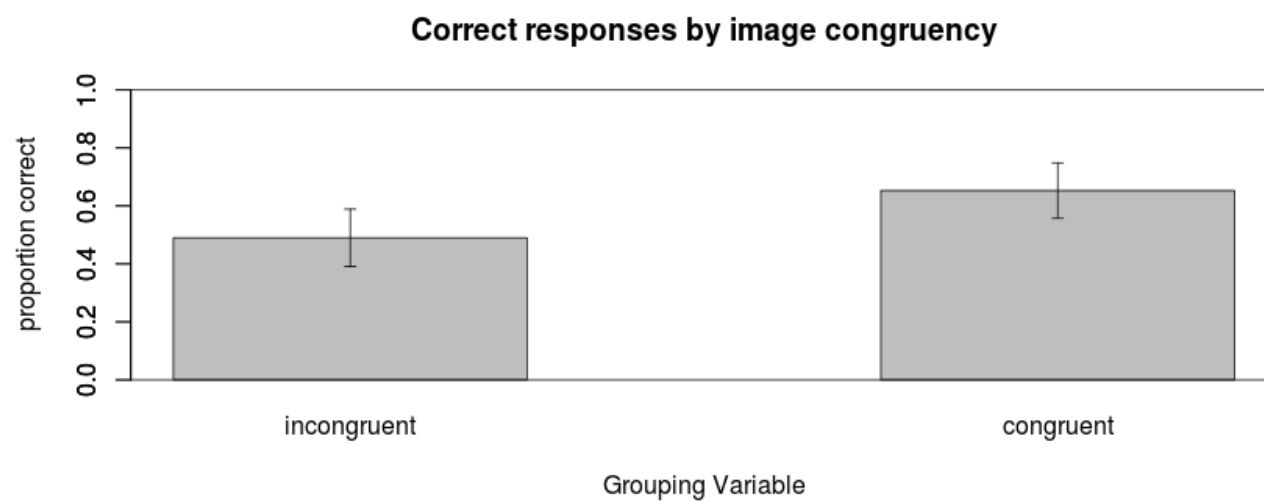 Correct responses by image congruency
proportion correct
1.0
0.8
0.6
0.4
0.2
0.0
incongruent
congruent
Grouping Variable